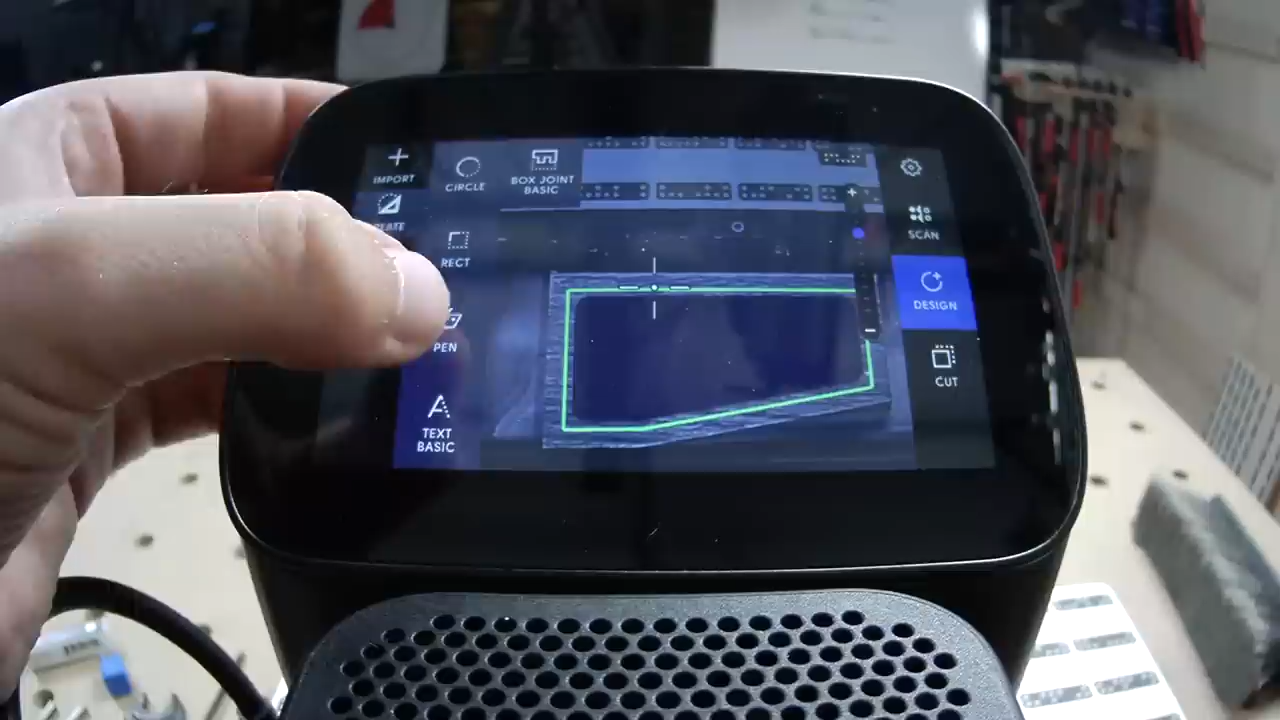 IMPORT
CIRCLE
BOX JOINT
BASIC
RECT
PEN
TEXT
BASIC
SCAN
DESIGN
CUT